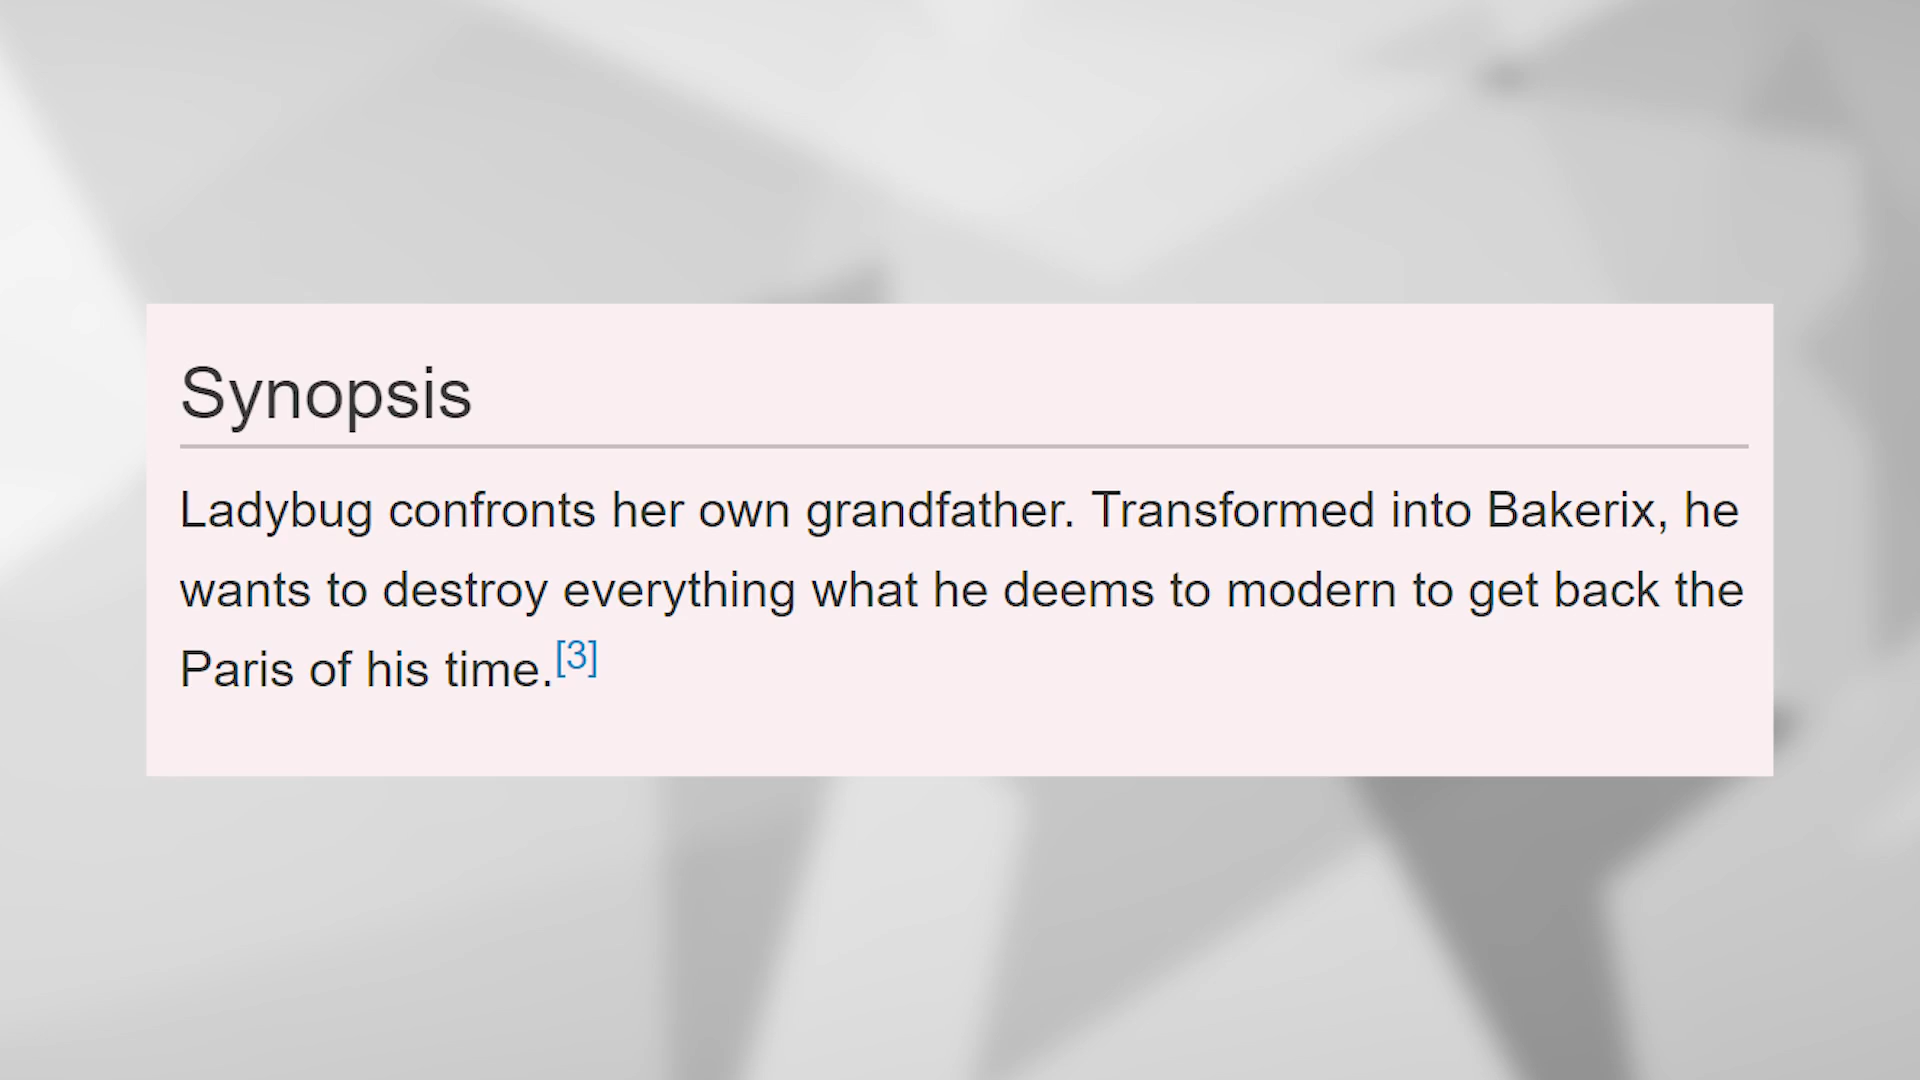 Synopsis
Ladybug confronts her own grandfather. Transformed into Bakerix, he
wants to destroy everything what he deems to modern to get back the
Paris of his time.[3]